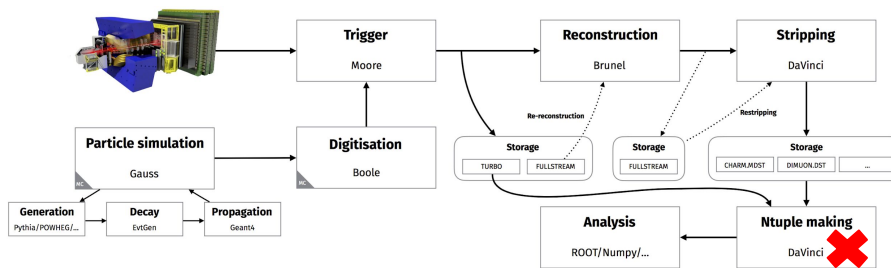 Trigger
Moore
Reconstruction
Brunel
Stripping
DaVinci
Re-reconstruction
Restripping
Particle simulation
Gauss
MC
Digitisation
Boole
MC
Storage
TURBO
FULLSTREAM
Storage
FULLSTREAM
Storage
CHARM.MDST
DIMUON.DST
...
Generation
Pythia/POWHEG/...
Decay
EvtGen
Propagation
Geant4
Analysis
ROOT/Numpy/...
Ntuple making
DaVinci